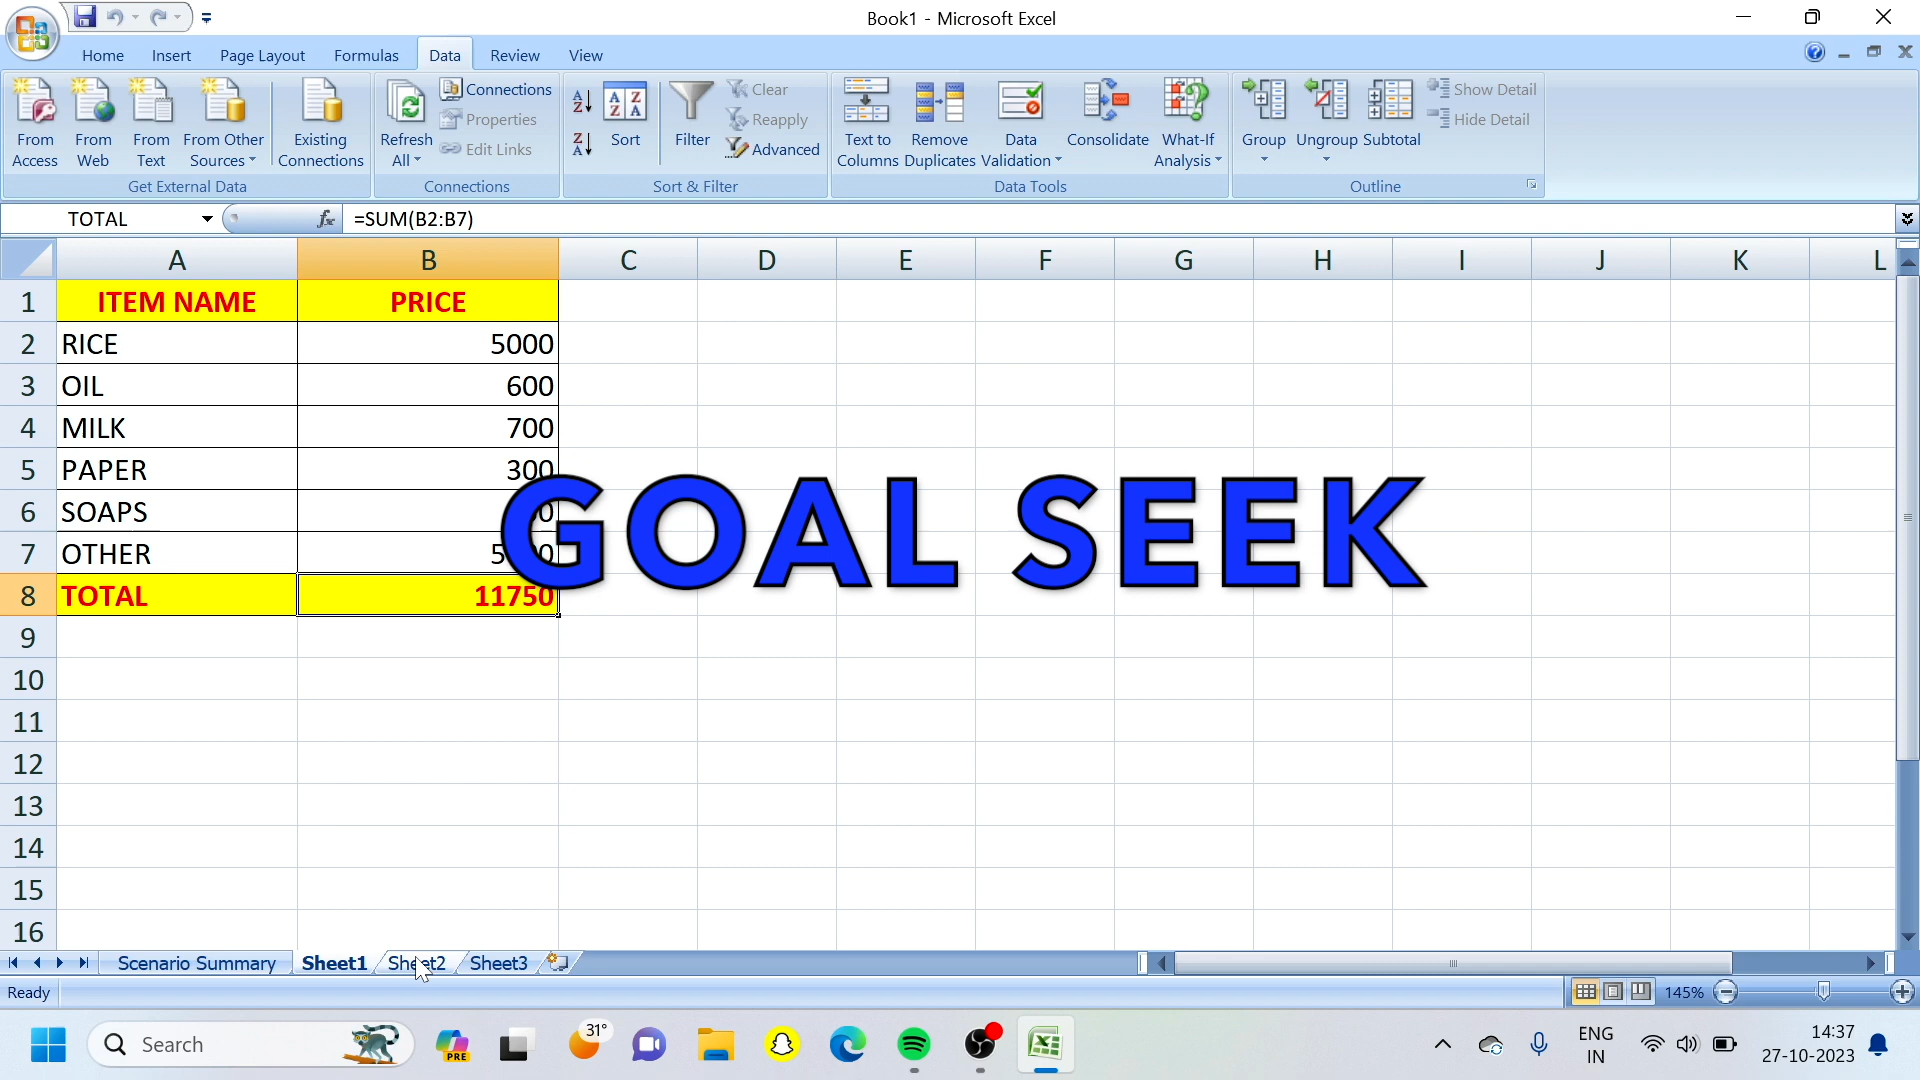 Book1 - Microsoft Excel
Home Insert Page Layout Formulas Data Review View
From Access
From Web
From Text
From Other Sources
Existing Connections
Get External Data
Refresh All
Connections
Properties
Edit Links
Connections
Sort
Filter
Clear
Reapply
Advanced
Sort & Filter
Text to Columns
Remove Duplicates
Data Validation
Consolidate
What-If Analysis
Data Tools
Group
Ungroup
Subtotal
Show Detail
Hide Detail
Outline
TOTAL fx =SUM(B2:B7)
A B C D E F G H I J K L
1 ITEM NAME PRICE
2 RICE 5000
3 OIL 600
4 MILK 700
5 PAPER 300
6 SOAPS
7 OTHER
8 TOTAL 11750
GOAL SEEK
9
10
11
12
13
14
15
16
Scenario Summary Sheet1 Sheet2 Sheet3
Ready 145%
Search
PRE
31°
ENG
IN
14:37
27-10-2023